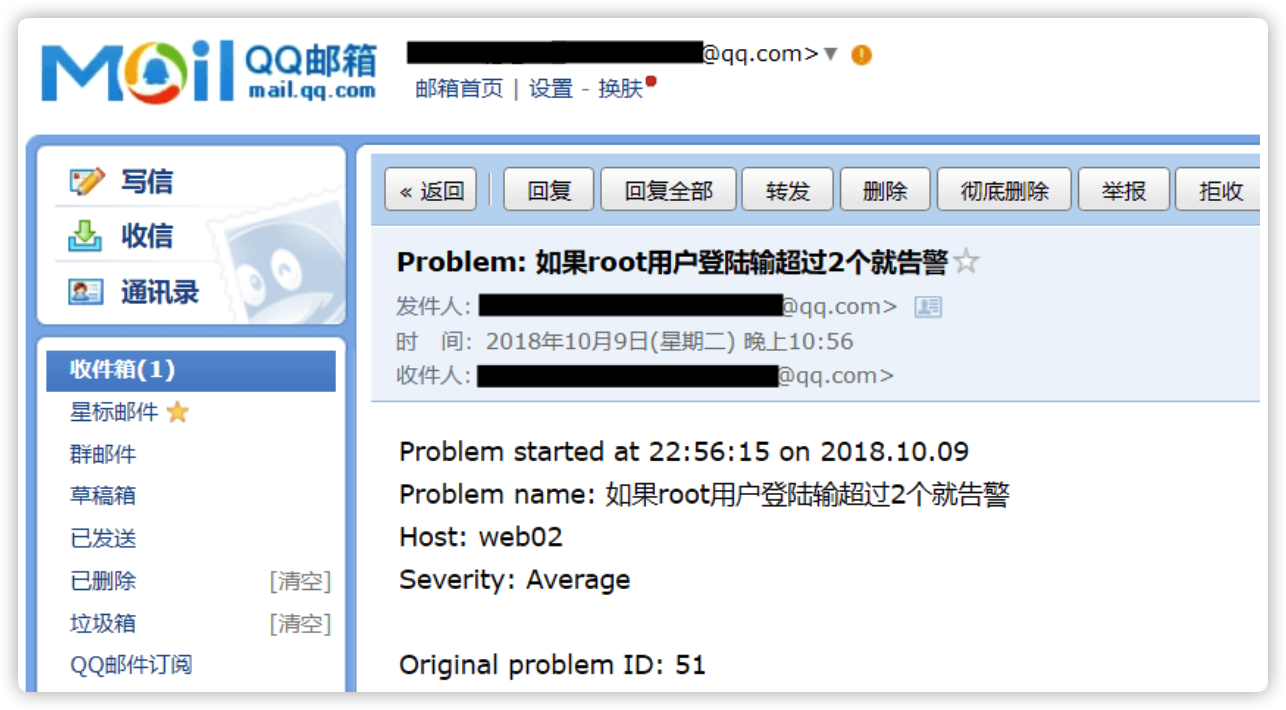 Mail QQ邮箱
mail.qq.com
@qq.com>
邮箱首页 | 设置 - 换肤
写信
收信
通讯录
收件箱(1)
星标邮件
群邮件
草稿箱
已发送
已删除 [清空]
垃圾箱 [清空]
QQ邮件订阅
« 返回 回复 回复全部 转发 删除 彻底删除 举报 拒收
Problem: 如果root用户登陆输超过2个就告警
发件人: @qq.com>
时 间: 2018年10月9日(星期二) 晚上10:56
收件人: @qq.com>
Problem started at 22:56:15 on 2018.10.09
Problem name: 如果root用户登陆输超过2个就告警
Host: web02
Severity: Average
Original problem ID: 51